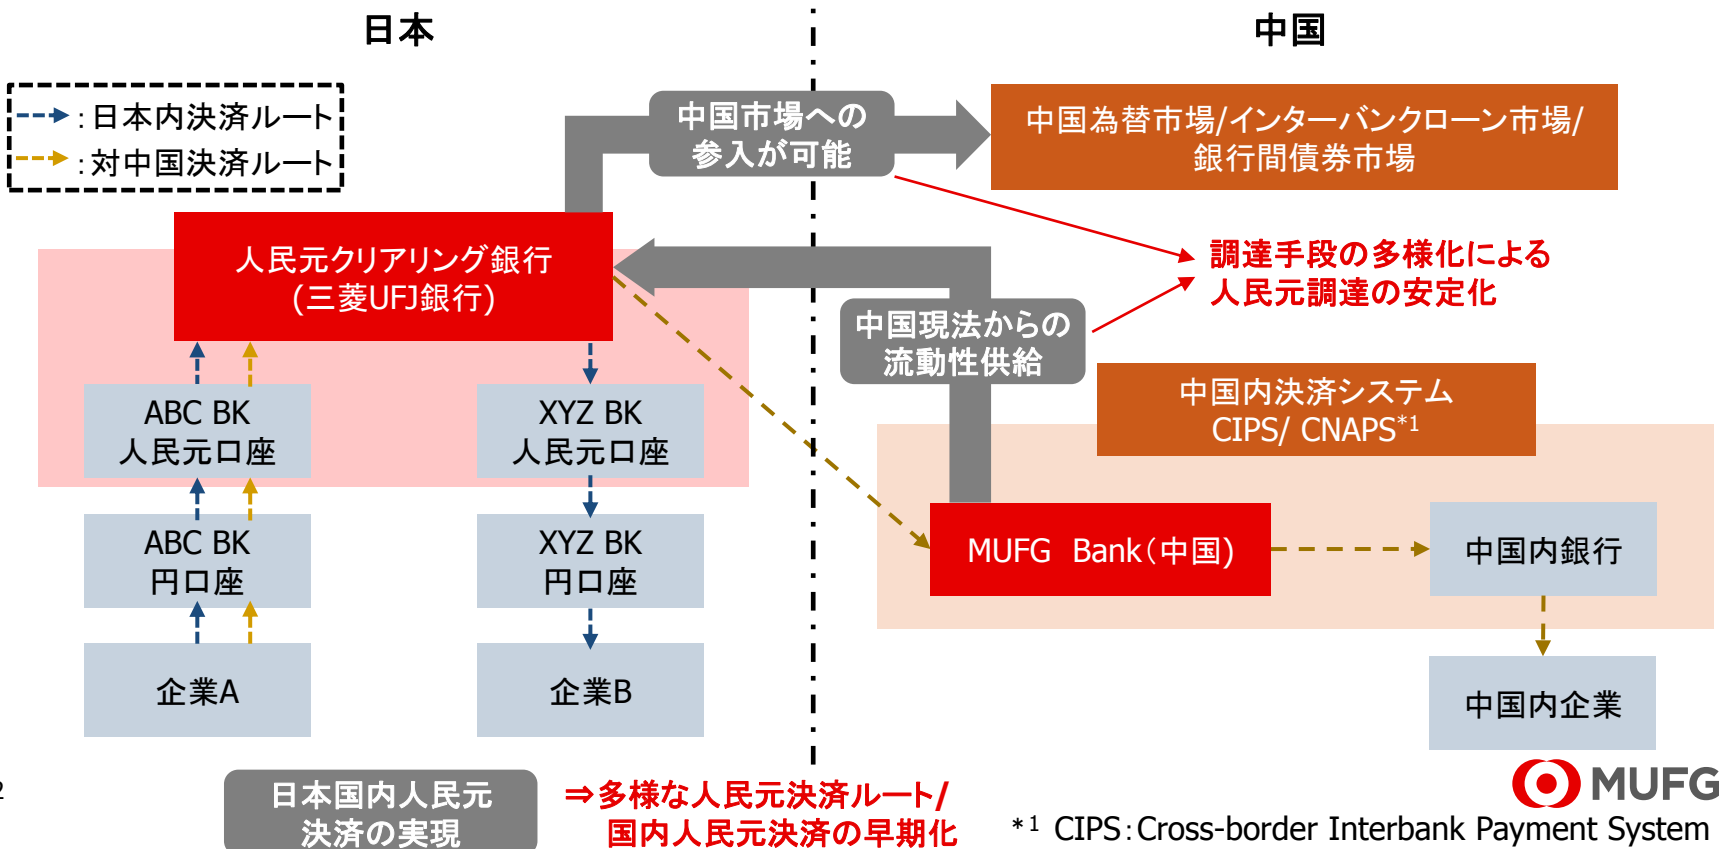 日本
中国
:日本内決済ルート
:対中国決済ルート
中国市場への
参入が可能
中国為替市場/インターバンクローン市場/
銀行間債券市場
人民元クリアリング銀行
(三菱UFJ銀行)
調達手段の多様化による
人民元調達の安定化
中国現法からの
流動性供給
中国内決済システム
CIPS/ CNAPS*1
ABC BK
人民元口座
XYZ BK
人民元口座
ABC BK
円口座
XYZ BK
円口座
MUFG Bank(中国)
中国内銀行
企業A
企業B
中国内企業
2
日本国内人民元
決済の実現
⇒多様な人民元決済ルート/
国内人民元決済の早期化
MUFG
*1 CIPS:Cross-border Interbank Payment System